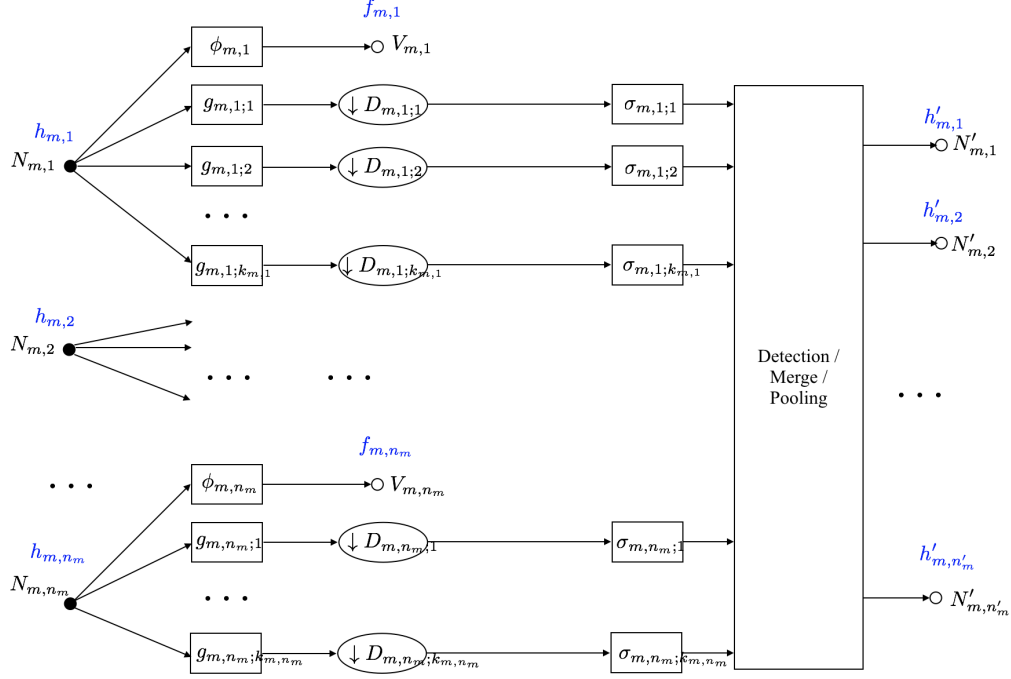 f_{m,1}
ϕ_{m,1} V_{m,1}
g_{m,1;1} ↓ D_{m,1;1} σ_{m,1;1}
h_{m,1} h′_{m,1}
N_{m,1} g_{m,1;2} ↓ D_{m,1;2} σ_{m,1;2} N′_{m,1}
· · ·
h′_{m,2}
N′_{m,2}
g_{m,1;k_{m,1}} ↓ D_{m,1;k_{m,1}} σ_{m,1;k_{m,1}}
h_{m,2}
N_{m,2}
· · · · · ·
Detection /
Merge /
Pooling
· · ·
f_{m,n_m}
· · · ϕ_{m,n_m} V_{m,n_m}
h_{m,n_m} g_{m,n_m;1} ↓ D_{m,n_m;1} σ_{m,n_m;1} h′_{m,n′_m}
N_{m,n_m} · · · · · · N′_{m,n′_m}
g_{m,n_m;k_{m,n_m}} ↓ D_{m,n_m;k_{m,n_m}} σ_{m,n_m;k_{m,n_m}}